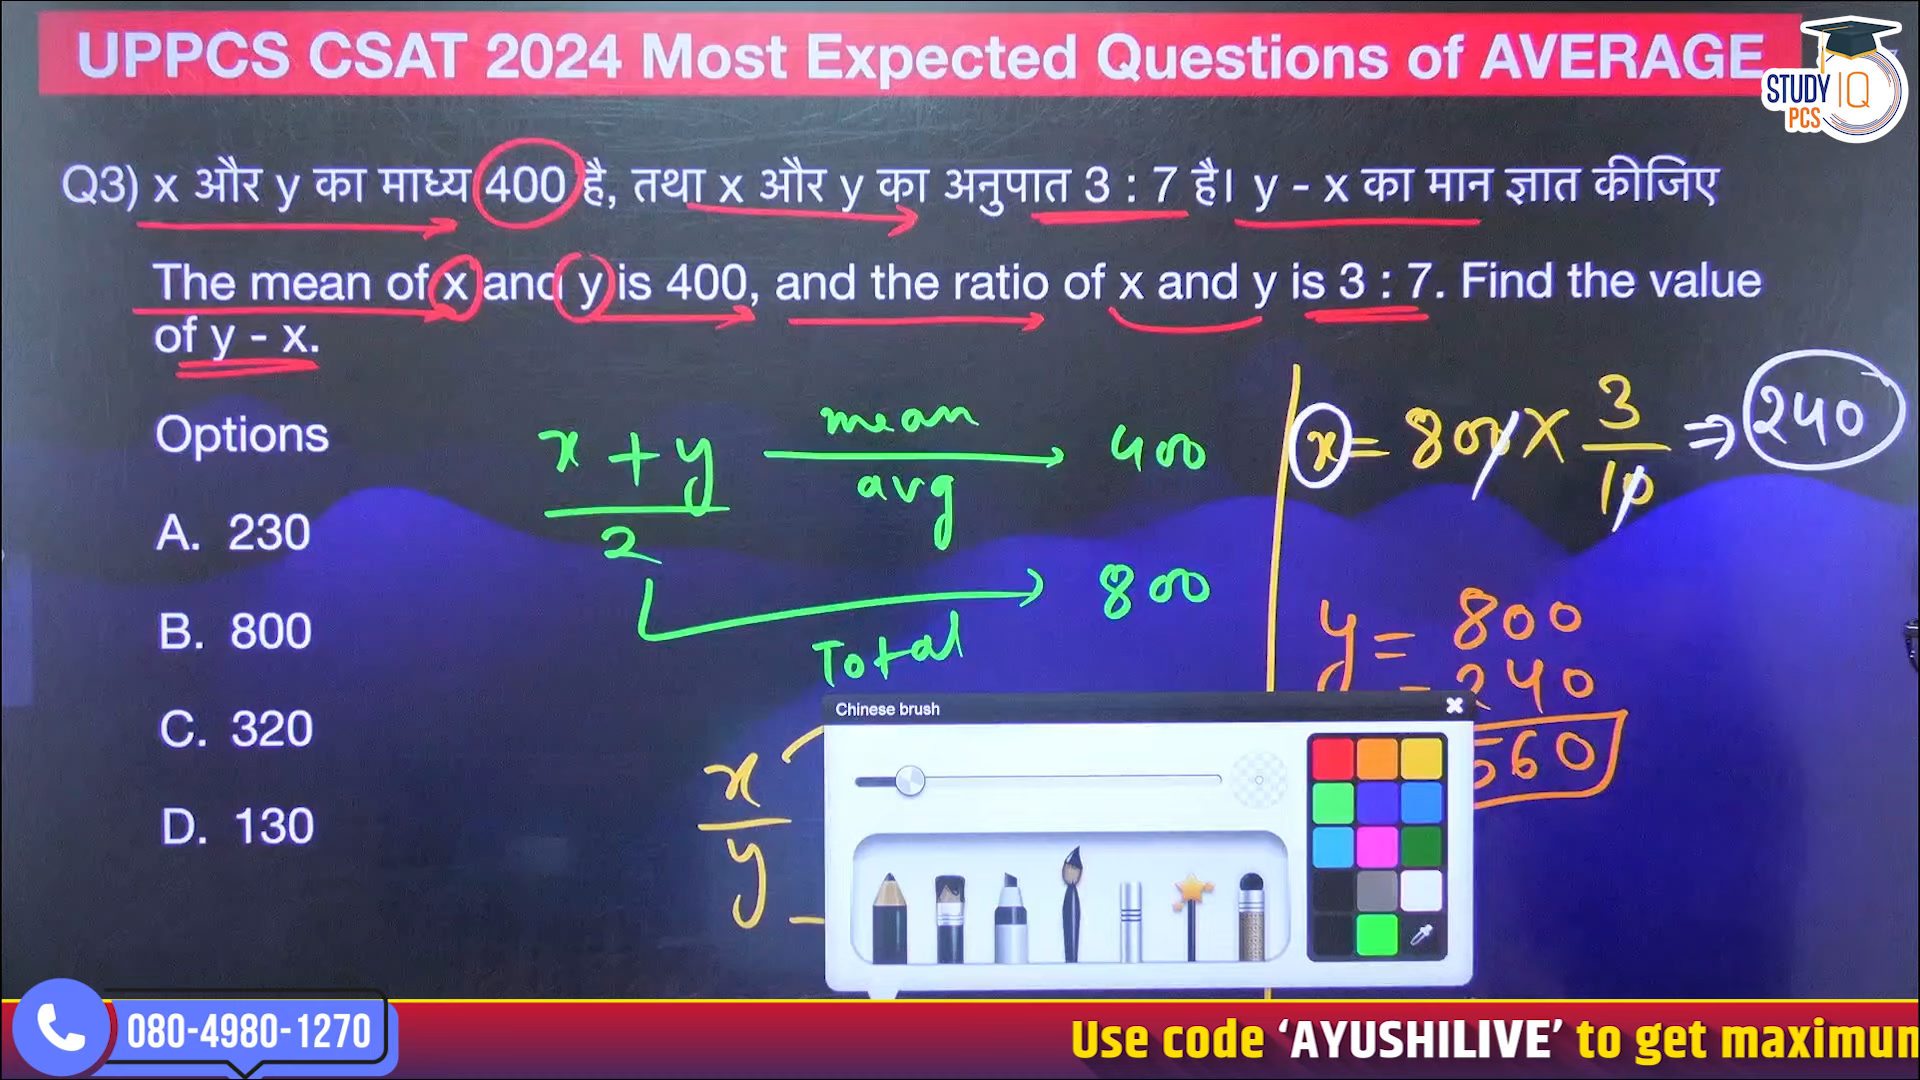 UPPCS CSAT 2024 Most Expected Questions of AVERAGE
STUDY IQ
PCS
Q3) x और y का माध्य 400 है, तथा x और y का अनुपात 3 : 7 है। y - x का मान ज्ञात कीजिए
The mean of x and y is 400, and the ratio of x and y is 3 : 7. Find the value
of y - x.
Options
A. 230
B. 800
C. 320
D. 130
x + y
2
mean
avg
400
Total
800
x
y
x = 800 x 3/10 ⇒ 240
y = 800
- 240
560
Chinese brush
080-4980-1270
Use code ‘AYUSHILIVE’ to get maximum